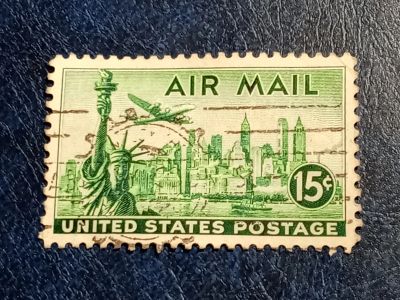 AIR MAIL
15¢
UNITED STATES POSTAGE